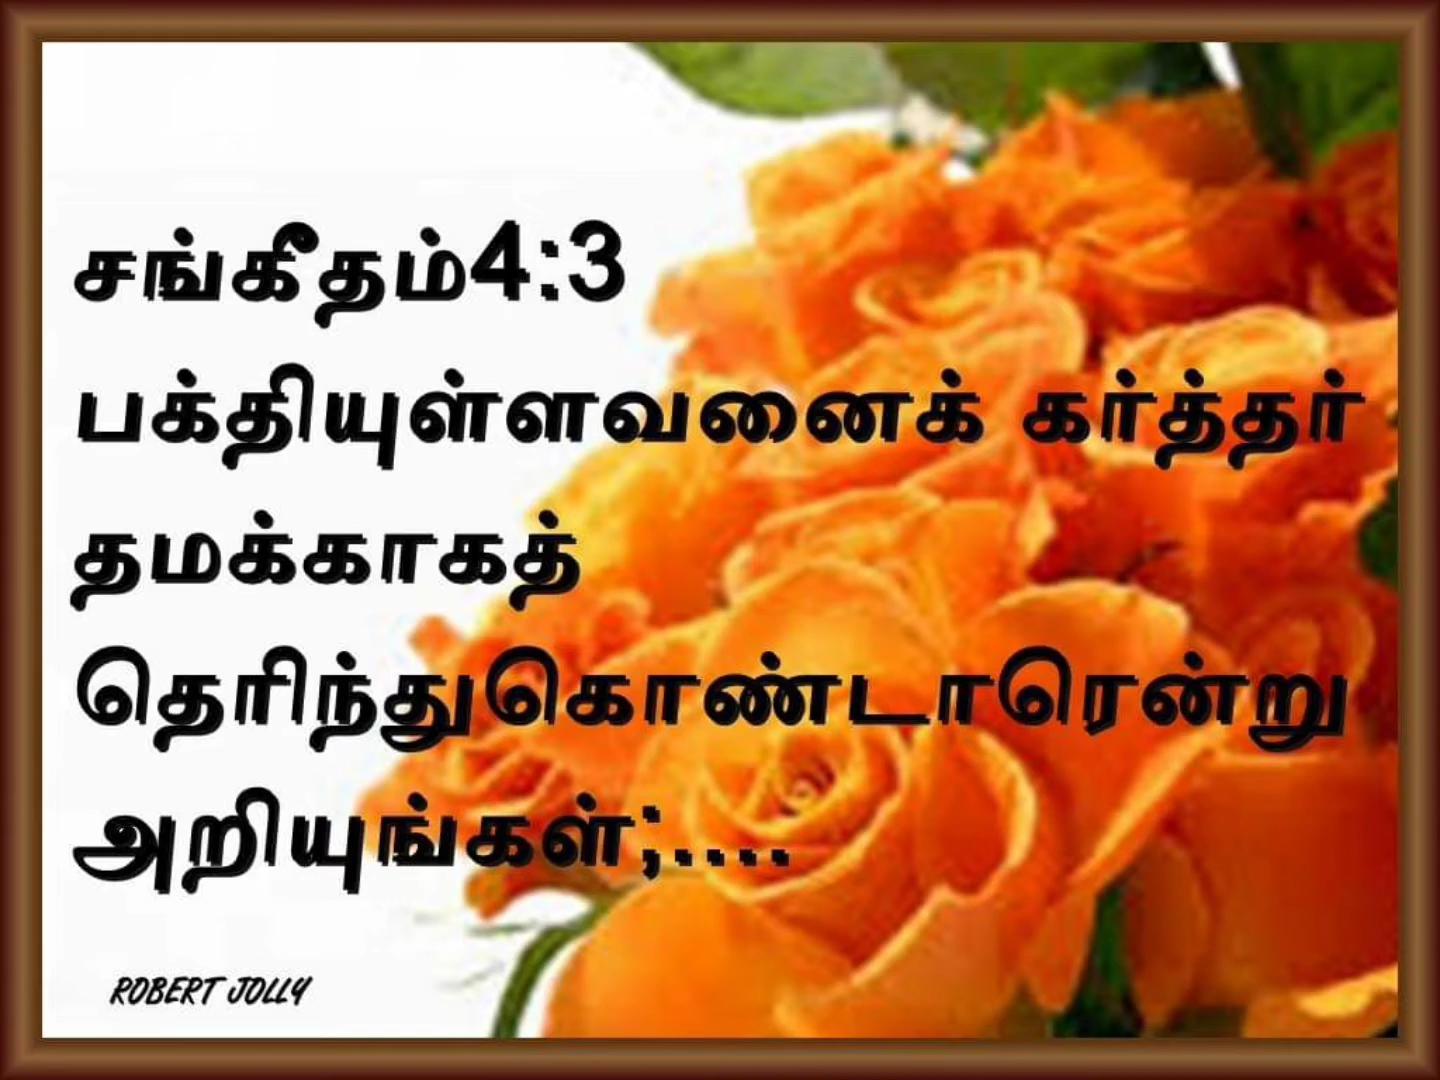 சங்கீதம்4:3
பக்தியுள்ளவனைக் கர்த்தர்
தமக்காகத்
தெரிந்துகொண்டாரென்று
அறியுங்கள்;....
ROBERT JOLLY